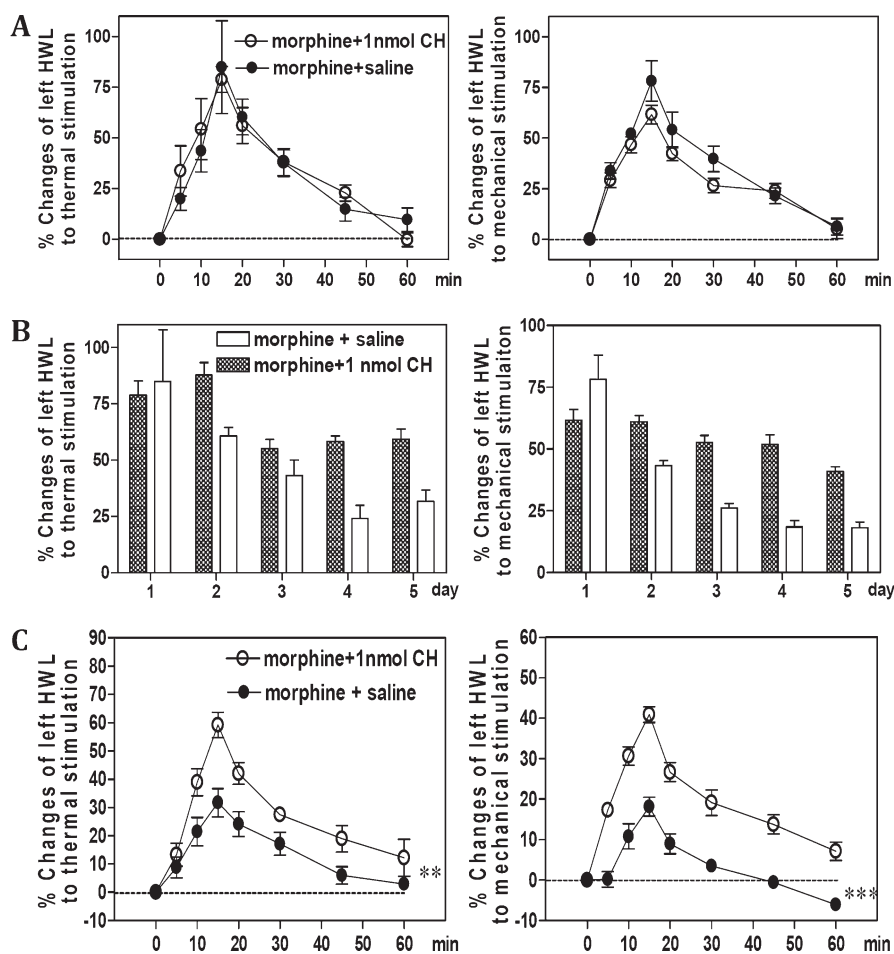 A
% Changes of left HWL
to thermal stimulation
100
75
50
25
0
morphine+1nmol CH
morphine+saline
0 10 20 30 40 50 60 min
% Changes of left HWL
to mechanical stimulation
100
75
50
25
0
0 10 20 30 40 50 60 min
B
% Changes of left HWL
to thermal stimulation
100
75
50
25
0
morphine + saline
morphine+1 nmol CH
1 2 3 4 5 day
% Changes of left HWL
to mechanical stimulaiton
100
75
50
25
0
1 2 3 4 5 day
C
% Changes of left HWL
to thermal stimulation
90
80
70
60
50
40
30
20
10
0
-10
morphine+1nmol CH
morphine + saline
**
0 10 20 30 40 50 60 min
% Changes of left HWL
to mechanical stimulation
60
50
40
30
20
10
0
-10
***
0 10 20 30 40 50 60 min